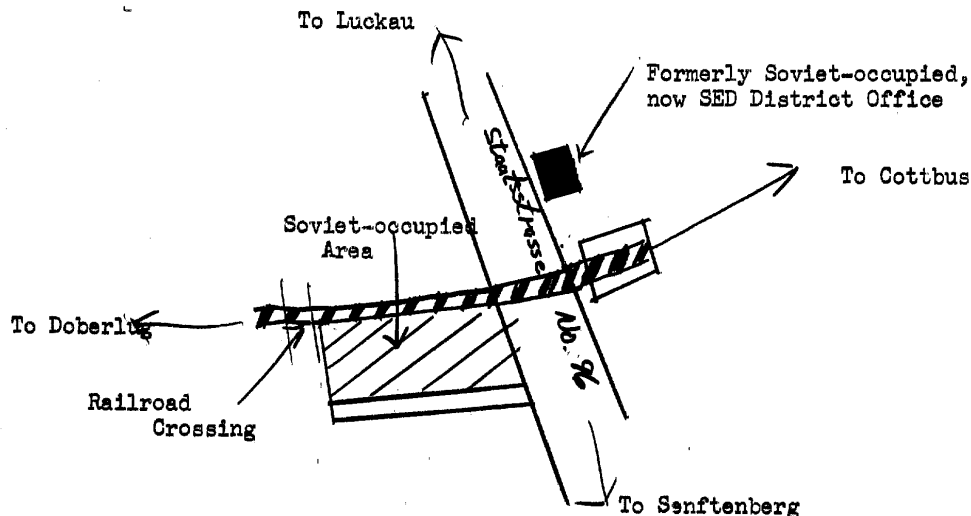 To Luckau
Formerly Soviet-occupied,
now SED District Office
To Cottbus
Staatsstrasse
No. 96
Soviet-occupied
Area
To Doberlug
Railroad
Crossing
To Senftenberg